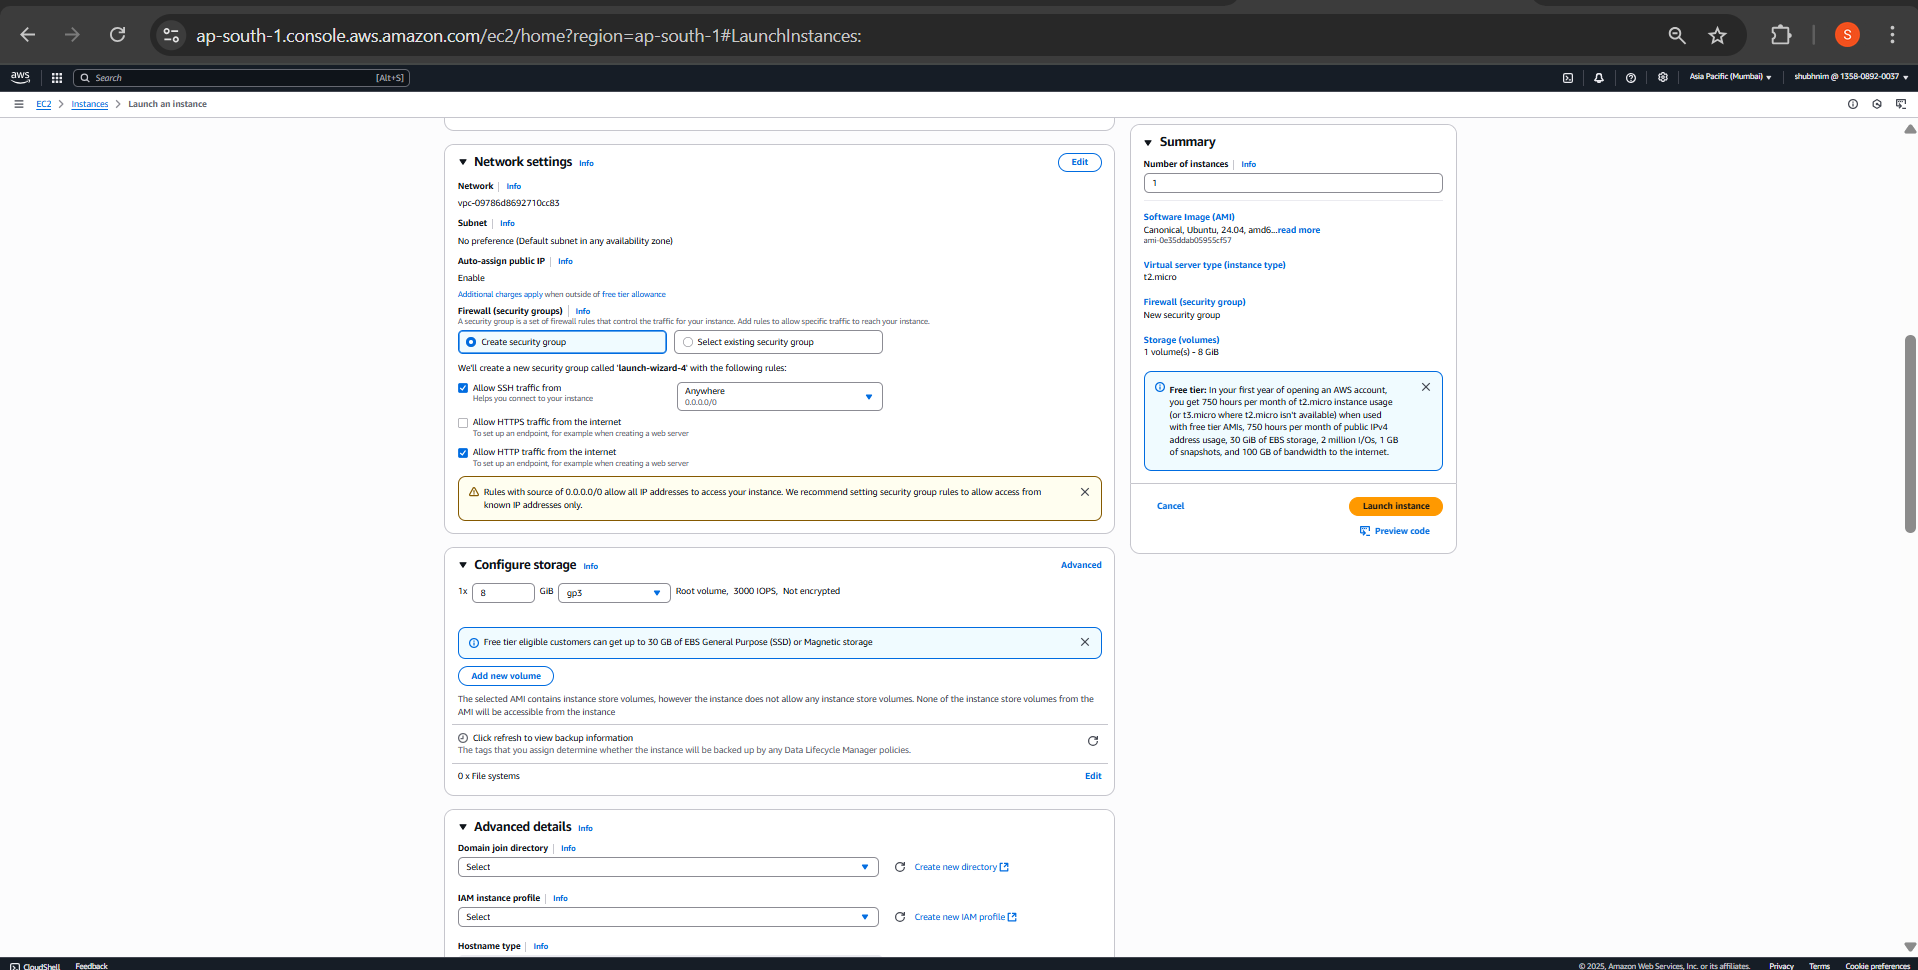 ap-south-1.console.aws.amazon.com/ec2/home?region=ap-south-1#LaunchInstances:
S
aws
Search
[Alt+S]
Asia Pacific (Mumbai)
shubhnim @ 1358-0892-0037
EC2
Instances
Launch an instance
Network settings
Info
Edit
Network
Info
vpc-09786d8692710cc83
Subnet
Info
No preference (Default subnet in any availability zone)
Auto-assign public IP
Info
Enable
Additional charges apply when outside of free tier allowance
Firewall (security groups)
Info
A security group is a set of firewall rules that control the traffic for your instance. Add rules to allow specific traffic to reach your instance.
Create security group
Select existing security group
We'll create a new security group called 'launch-wizard-4' with the following rules:
Allow SSH traffic from
Helps you connect to your instance
Anywhere
0.0.0.0/0
Allow HTTPS traffic from the internet
To set up an endpoint, for example when creating a web server
Allow HTTP traffic from the internet
To set up an endpoint, for example when creating a web server
Rules with source of 0.0.0.0/0 allow all IP addresses to access your instance. We recommend setting security group rules to allow access from
known IP addresses only.
Configure storage
Info
Advanced
1x
8
GiB
gp3
Root volume, 3000 IOPS, Not encrypted
Free tier eligible customers can get up to 30 GB of EBS General Purpose (SSD) or Magnetic storage
Add new volume
The selected AMI contains instance store volumes, however the instance does not allow any instance store volumes. None of the instance store volumes from the
AMI will be accessible from the instance
Click refresh to view backup information
The tags that you assign determine whether the instance will be backed up by any Data Lifecycle Manager policies.
0 x File systems
Edit
Advanced details
Info
Domain join directory
Info
Select
Create new directory
IAM instance profile
Info
Select
Create new IAM profile
Hostname type
Info
Summary
Number of instances
Info
1
Software Image (AMI)
Canonical, Ubuntu, 24.04, amd6...read more
ami-0e35ddab05955cf57
Virtual server type (instance type)
t2.micro
Firewall (security group)
New security group
Storage (volumes)
1 volume(s) - 8 GiB
Free tier: In your first year of opening an AWS account,
you get 750 hours per month of t2.micro instance usage
(or t3.micro where t2.micro isn't available) when used
with free tier AMIs, 750 hours per month of public IPv4
address usage, 30 GiB of EBS storage, 2 million I/Os, 1 GB
of snapshots, and 100 GB of bandwidth to the internet.
Cancel
Launch instance
Preview code
CloudShell
Feedback
© 2025, Amazon Web Services, Inc. or its affiliates.
Privacy
Terms
Cookie preferences